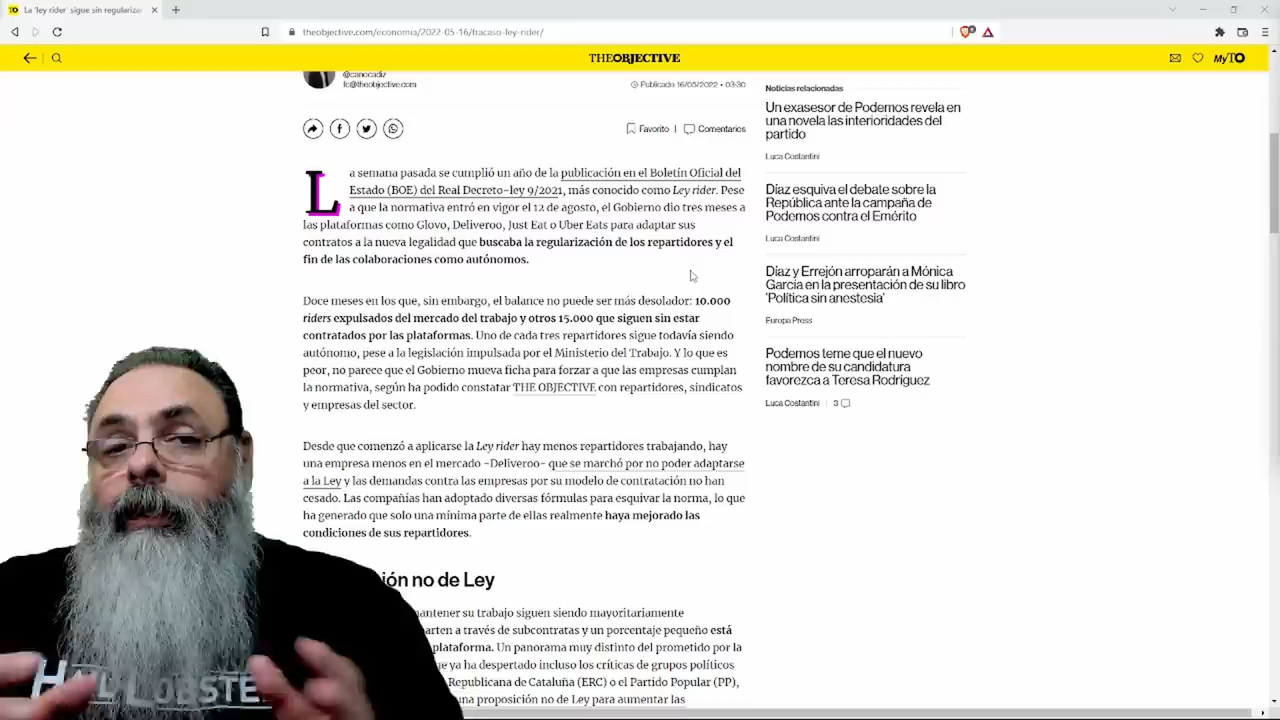 La 'ley rider' sigue sin regulariza
theobjective.com/economia/2022-05-16/fracaso-ley-rider/
THEOBJECTIVE
MyTO
@canocadiz
fc@theobjective.com
Publicado: 16/05/2022 • 03:30
Favorito | Comentarios
La semana pasada se cumplió un año de la publicación en el Boletín Oficial del
Estado (BOE) del Real Decreto-ley 9/2021, más conocido como Ley rider. Pese
a que la normativa entró en vigor el 12 de agosto, el Gobierno dio tres meses a
las plataformas como Glovo, Deliveroo, Just Eat o Uber Eats para adaptar sus
contratos a la nueva legalidad que buscaba la regularización de los repartidores y el
fin de las colaboraciones como autónomos.
Doce meses en los que, sin embargo, el balance no puede ser más desolador: 10.000
riders expulsados del mercado del trabajo y otros 15.000 que siguen sin estar
contratados por las plataformas. Uno de cada tres repartidores sigue todavía siendo
autónomo, pese a la legislación impulsada por el Ministerio del Trabajo. Y lo que es
peor, no parece que el Gobierno mueva ficha para forzar a que las empresas cumplan
la normativa, según ha podido constatar THE OBJECTIVE con repartidores, sindicatos
y empresas del sector.
Desde que comenzó a aplicarse la Ley rider hay menos repartidores trabajando, hay
una empresa menos en el mercado -Deliveroo- que se marchó por no poder adaptarse
a la Ley y las demandas contra las empresas por su modelo de contratación no han
cesado. Las compañías han adoptado diversas fórmulas para esquivar la norma, lo que
ha generado que solo una mínima parte de ellas realmente haya mejorado las
condiciones de sus repartidores.
ión no de Ley
antener su trabajo siguen siendo mayoritariamente
arten a través de subcontratas y un porcentaje pequeño está
plataforma. Un panorama muy distinto del prometido por la
ue ya ha despertado incluso los críticas de grupos políticos
Republicana de Cataluña (ERC) o el Partido Popular (PP),
una proposición no de Ley para aumentar las
Noticias relacionadas
Un exasesor de Podemos revela en
una novela las interioridades del
partido
Luca Costantini
Díaz esquiva el debate sobre la
República ante la campaña de
Podemos contra el Emérito
Luca Costantini
Díaz y Errejón arroparán a Mónica
García en la presentación de su libro
'Política sin anestesia'
Europa Press
Podemos teme que el nuevo
nombre de su candidatura
favorezca a Teresa Rodríguez
Luca Costantini | 3